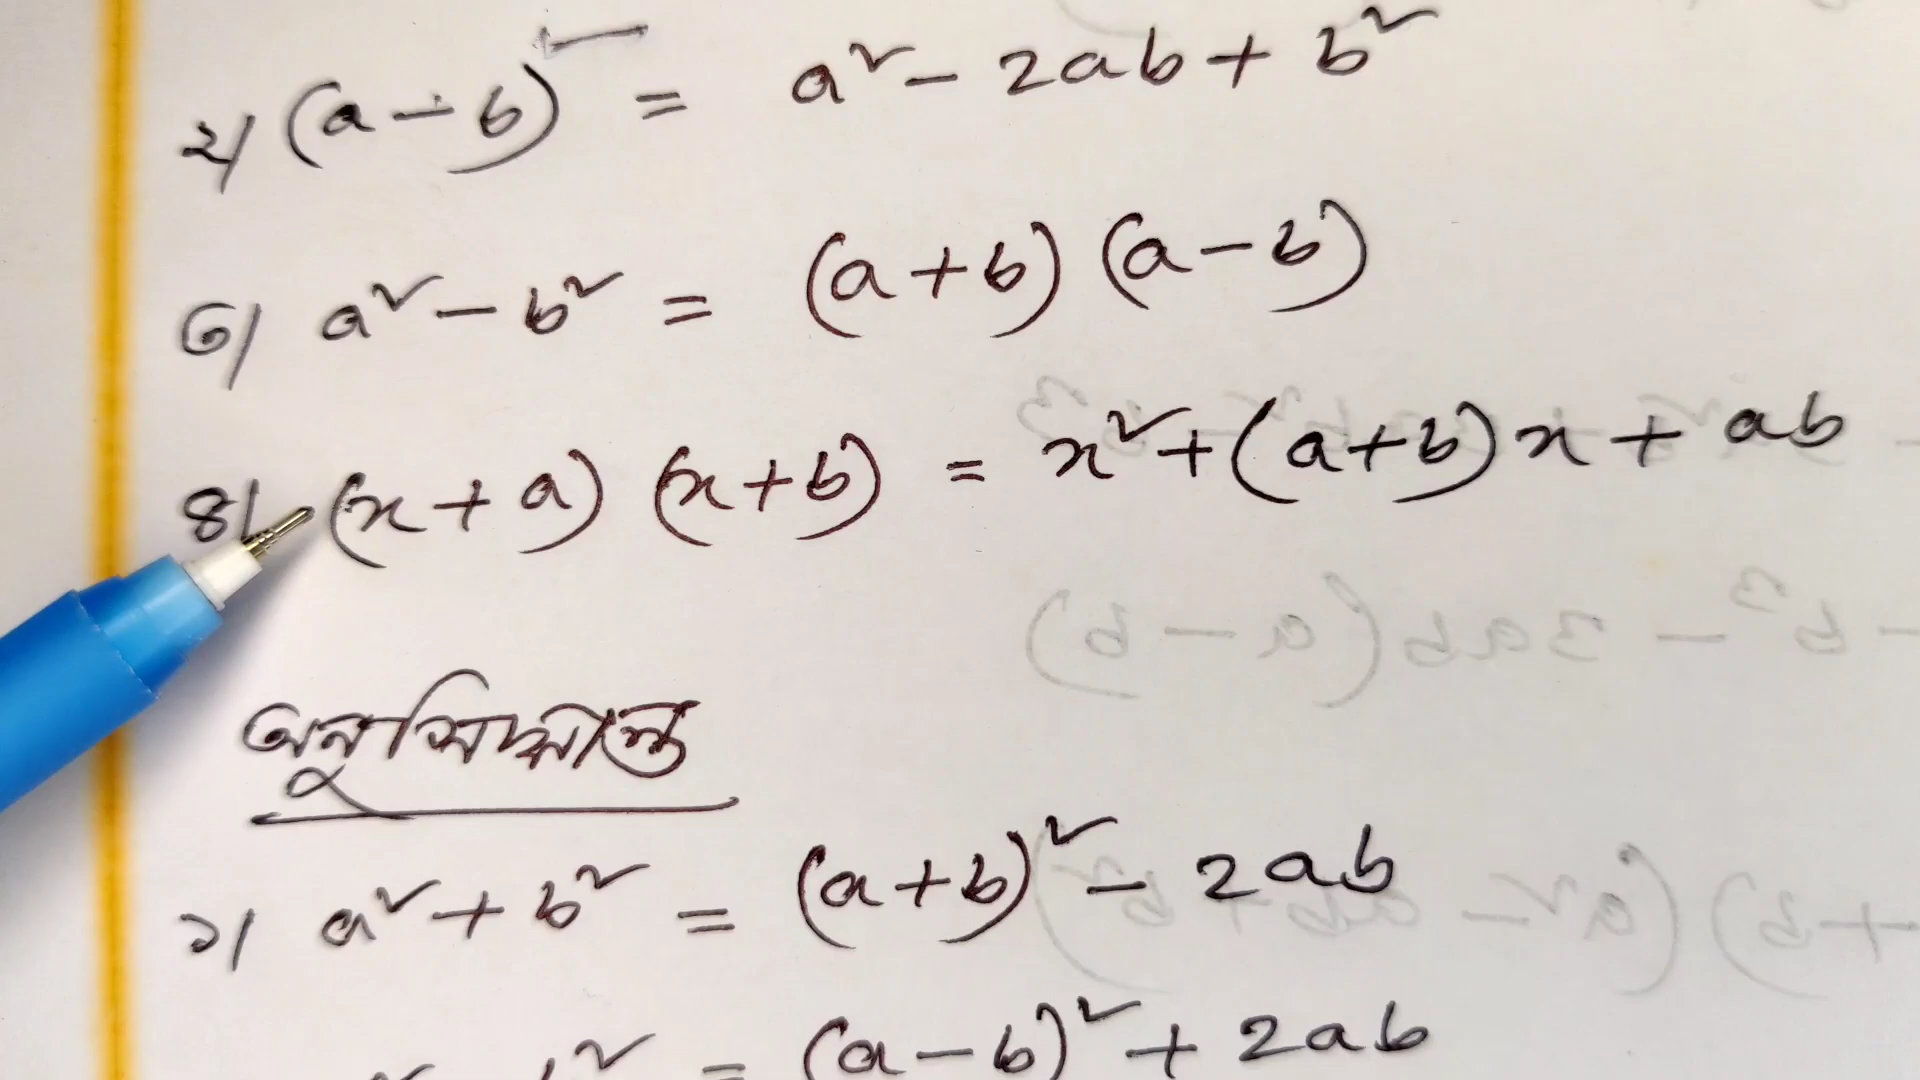 ২। (a - b)² = a² - 2ab + b²
৩। a² - b² = (a+b) (a-b)
৪। (x + a) (x+b) = x² + (a+b) x + ab
অনুসিদ্ধান্ত
১। a² + b² = (a+b)² - 2ab
² = (a-b)² + 2ab